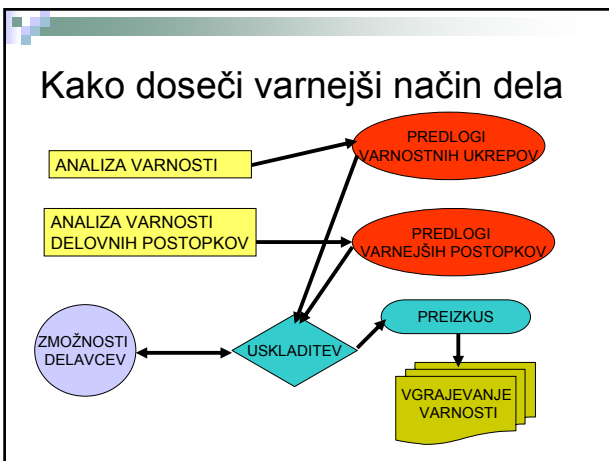 Kako doseči varnejši način dela
ANALIZA VARNOSTI
PREDLOGI
VARNOSTNIH UKREPOV
ANALIZA VARNOSTI
DELOVNIH POSTOPKOV
PREDLOGI
VARNEJŠIH POSTOPKOV
ZMOŽNOSTI
DELAVCEV
USKLADITEV
PREIZKUS
VGRAJEVANJE
VARNOSTI